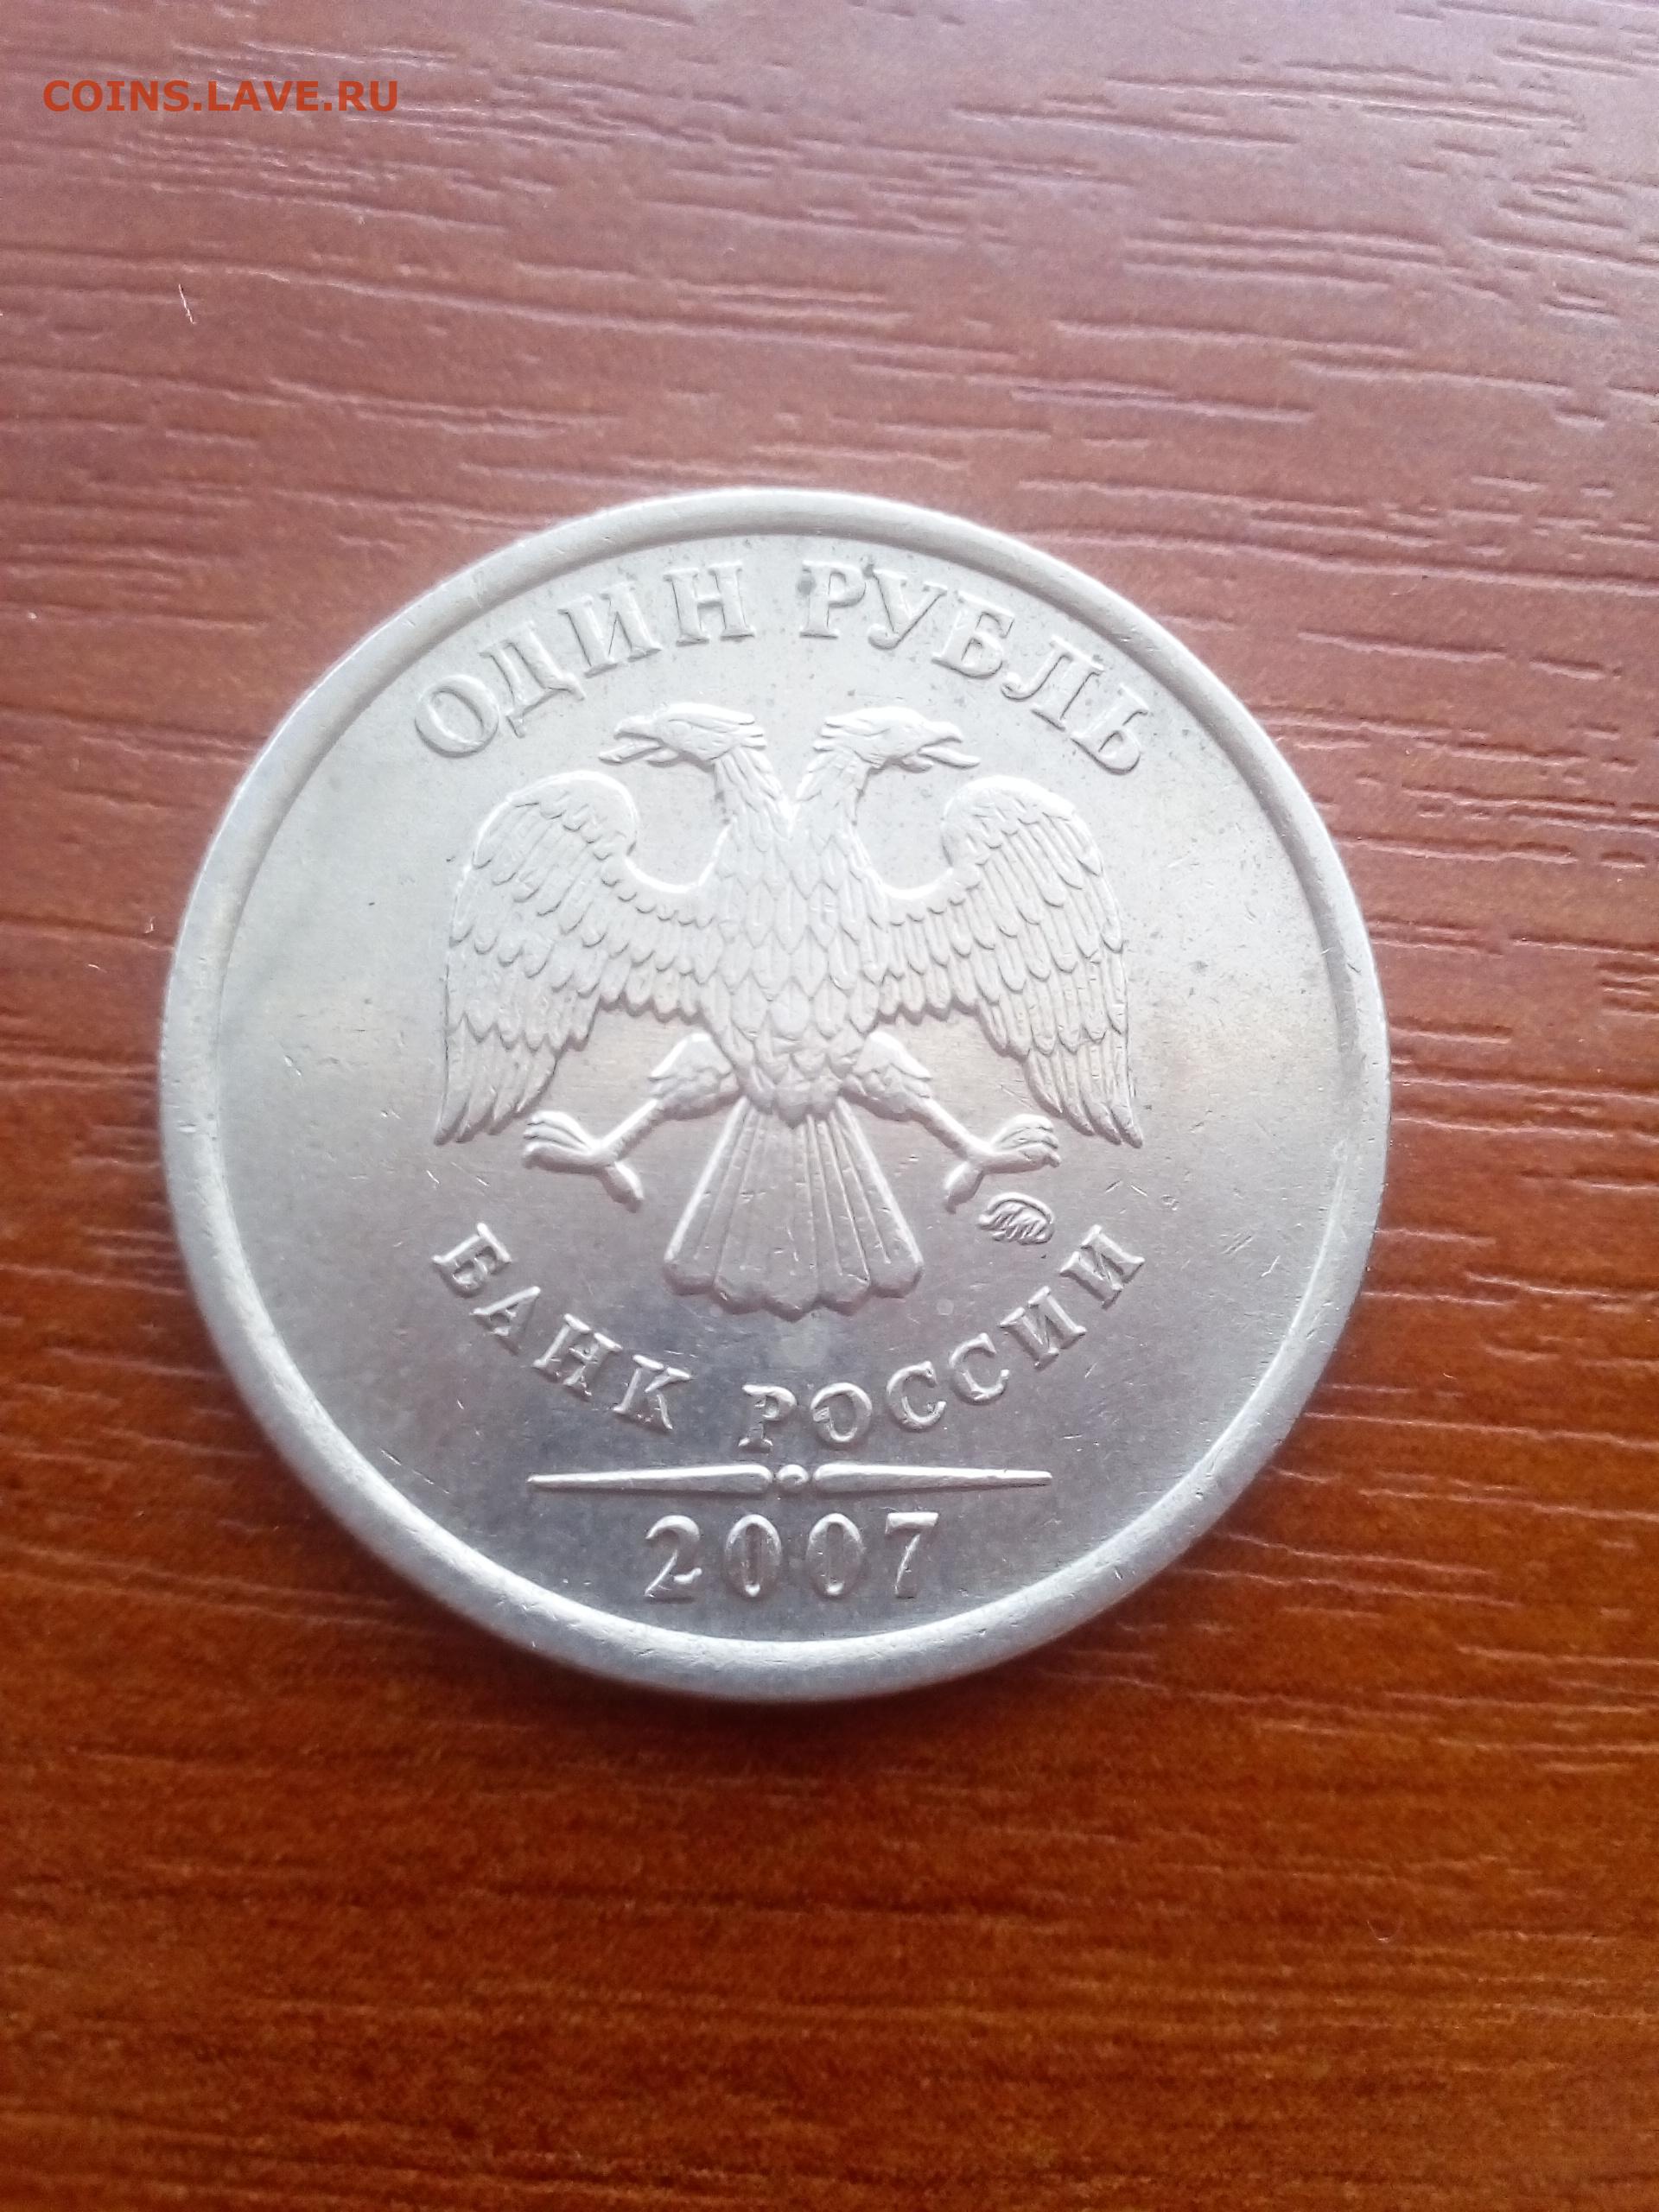 COINS.LAVE.RU
ОДИН РУБЛЬ
БАНК РОССИИ
2007